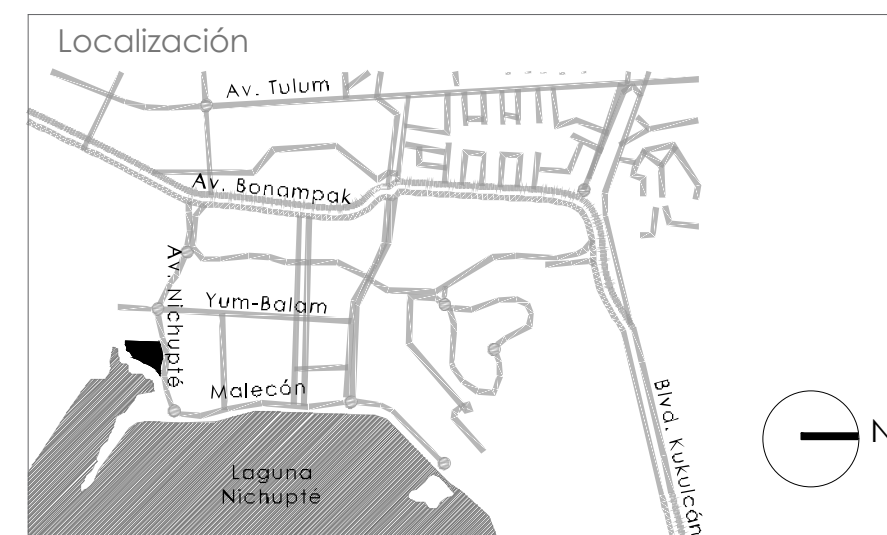 Localización
Av. Tulum
Av. Bonampak
Av. Nichupté
Yum-Balam
Malecón
Blvd. Kukulcán
N
Laguna
Nichupté